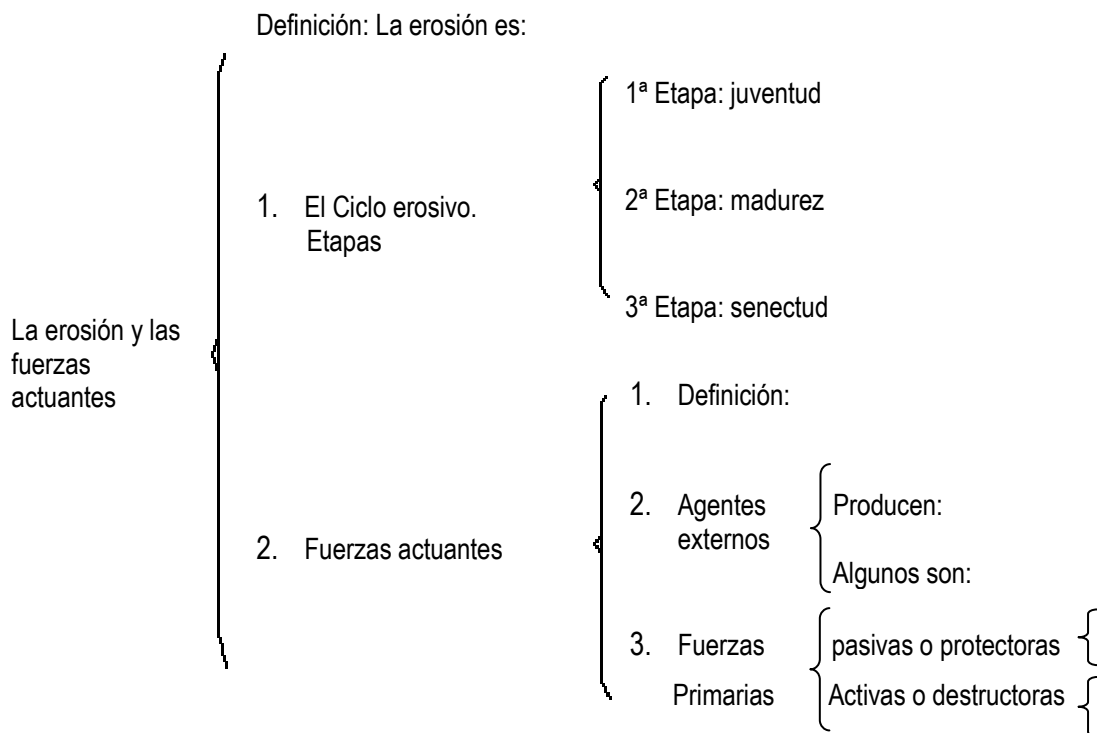 Definición: La erosión es:
1ª Etapa: juventud
1. El Ciclo erosivo.
Etapas
2ª Etapa: madurez
3ª Etapa: senectud
La erosión y las
fuerzas
actuantes
1. Definición:
2. Fuerzas actuantes
2. Agentes
externos
Producen:
Algunos son:
3. Fuerzas
Primarias
pasivas o protectoras
Activas o destructoras